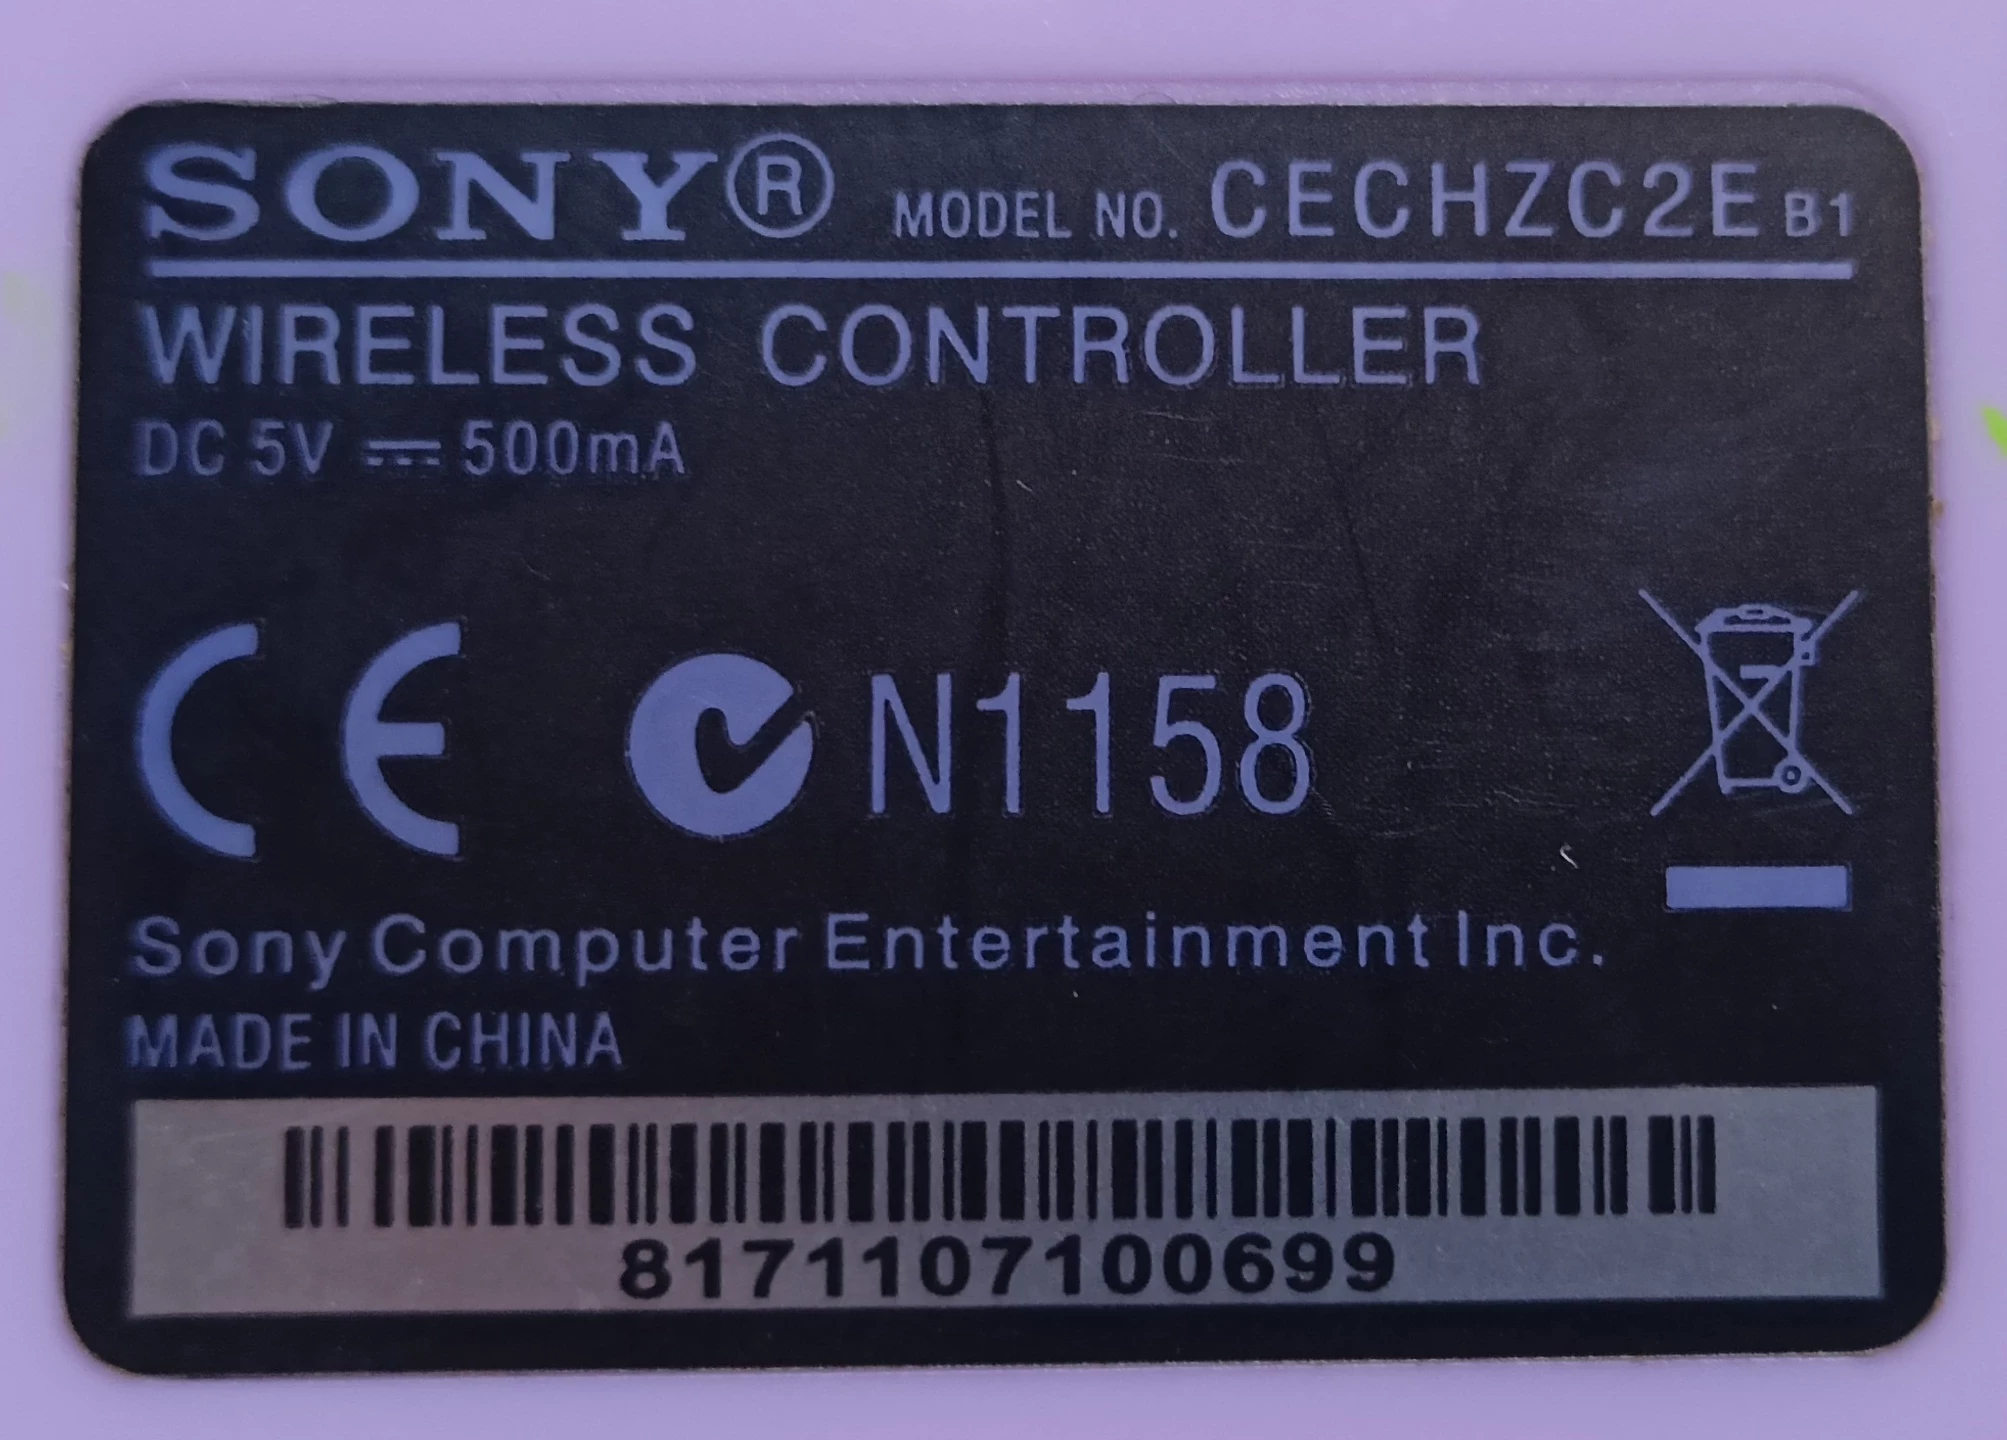 SONY® MODEL NO. CECHZC2E B1
WIRELESS CONTROLLER
DC 5V ⎓ 500mA
CE N1158
Sony Computer Entertainment Inc.
MADE IN CHINA
8171107100699